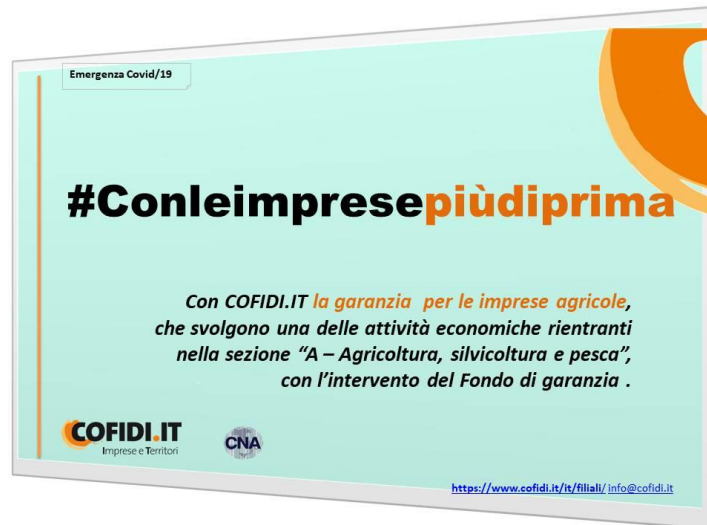 Emergenza Covid/19
#Conleimpresepiùdiprima
Con COFIDI.IT la garanzia per le imprese agricole,
che svolgono una delle attività economiche rientranti
nella sezione “A – Agricoltura, silvicoltura e pesca”,
con l’intervento del Fondo di garanzia .
COFIDI.IT
Imprese e Territori
CNA
https://www.cofidi.it/it/filiali/ info@cofidi.it